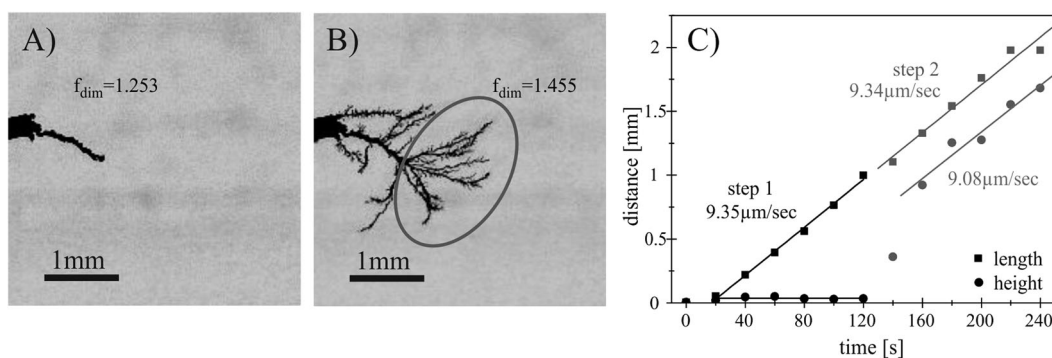 A)
f_dim=1.253
1mm
B)
f_dim=1.455
1mm
C)
distance [mm]
2
1.5
1
0.5
0
step 2
9.34µm/sec
step 1
9.35µm/sec
9.08µm/sec
length
height
0 40 80 120 160 200 240
time [s]